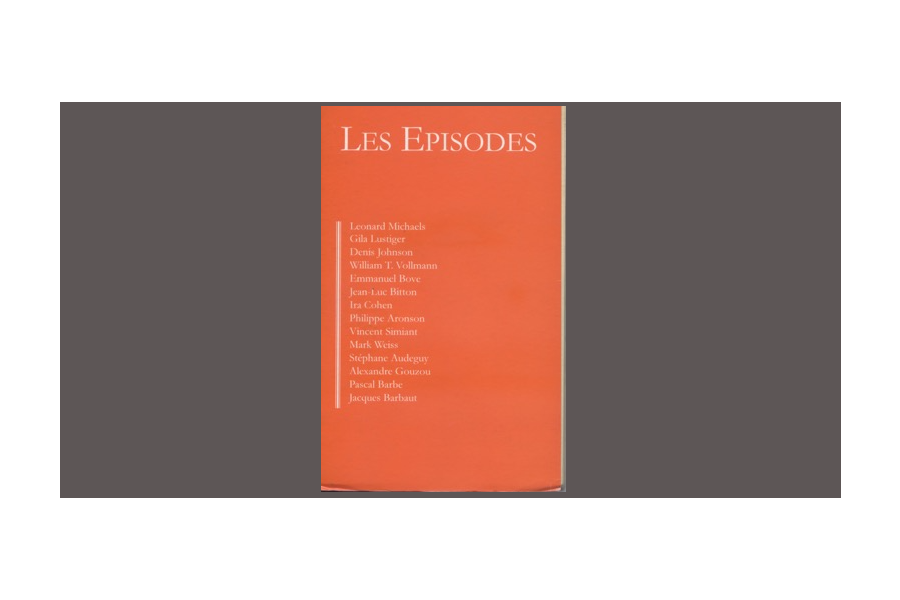 LES EPISODES
Leonard Michaels
Gila Lustiger
Denis Johnson
William T. Vollmann
Emmanuel Bove
Jean-Luc Bitton
Ira Cohen
Philippe Aronson
Vincent Simiant
Mark Weiss
Stéphane Audeguy
Alexandre Gouzou
Pascal Barbe
Jacques Barbaut